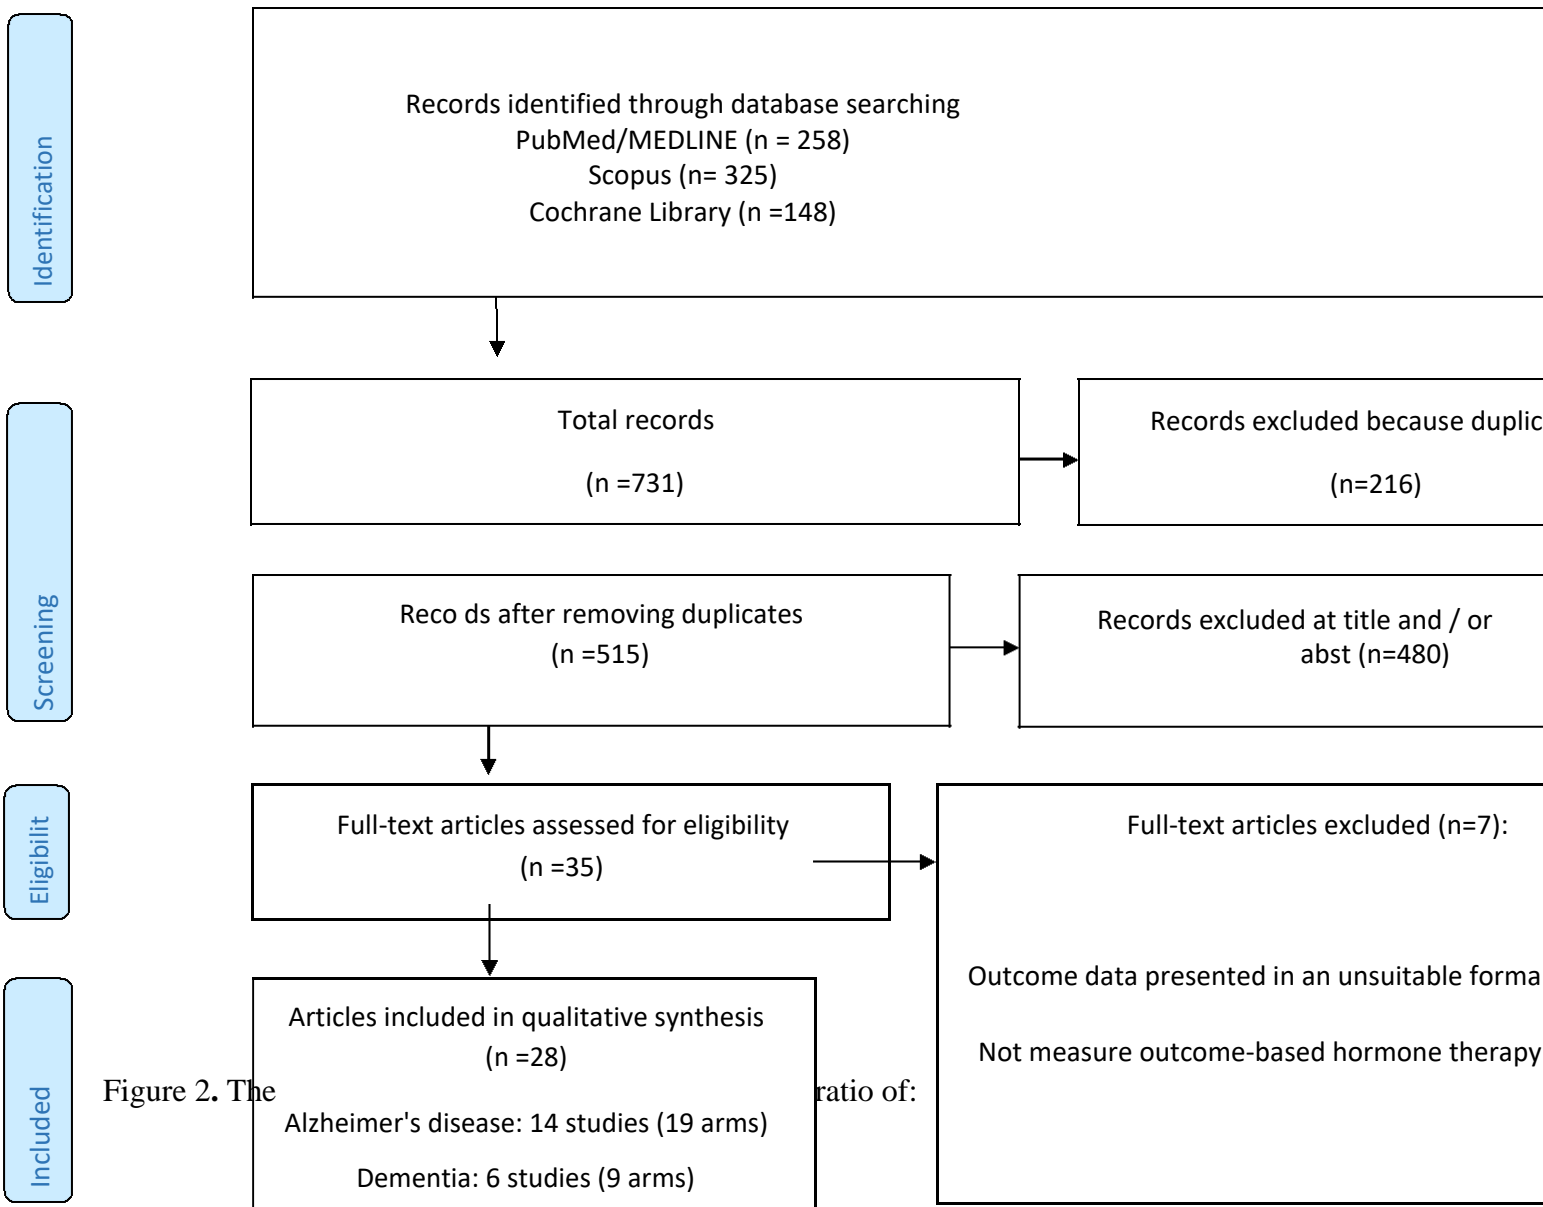 Identification
Records identified through database searching
PubMed/MEDLINE (n = 258)
Scopus (n= 325)
Cochrane Library (n =148)
Screening
Total records
(n =731)
Records excluded because duplic
(n=216)
Reco ds after removing duplicates
(n =515)
Records excluded at title and / or
abst (n=480)
Eligibilit
Full-text articles assessed for eligibility
(n =35)
Full-text articles excluded (n=7):
Outcome data presented in an unsuitable forma
Not measure outcome-based hormone therapy
Included
Articles included in qualitative synthesis
(n =28)
Figure 2. The ratio of:
Alzheimer's disease: 14 studies (19 arms)
Dementia: 6 studies (9 arms)